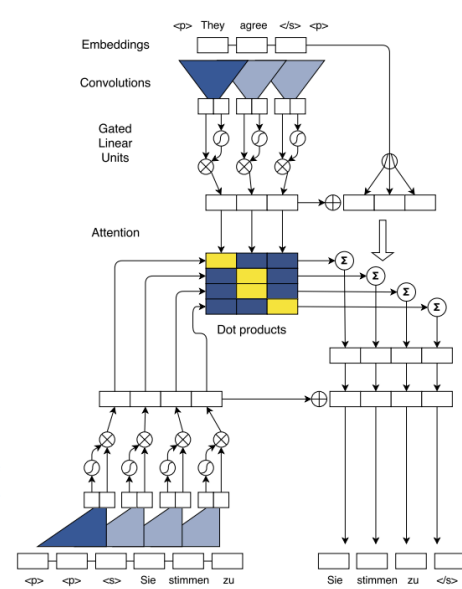 <p> They agree </s> <p>
Embeddings
Convolutions
Gated
Linear
Units
Attention
Σ
Σ
Σ
Σ
Dot products
<p> <p> <s> Sie stimmen zu
Sie stimmen zu </s>